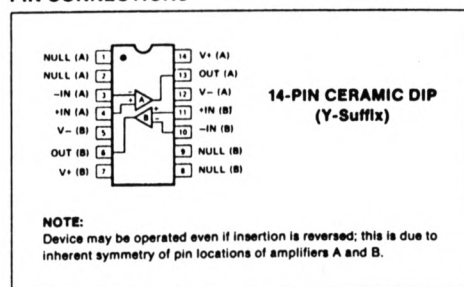 NULL (A) 1 14 V+ (A)
NULL (A) 2 13 OUT (A)
–IN (A) 3 12 V– (A)
+IN (A) 4 11 +IN (B)
V– (B) 5 10 –IN (B)
OUT (B) 6 9 NULL (B)
V+ (B) 7 8 NULL (B)
A
B
14-PIN CERAMIC DIP
(Y-Suffix)
NOTE:
Device may be operated even if insertion is reversed; this is due to
inherent symmetry of pin locations of amplifiers A and B.